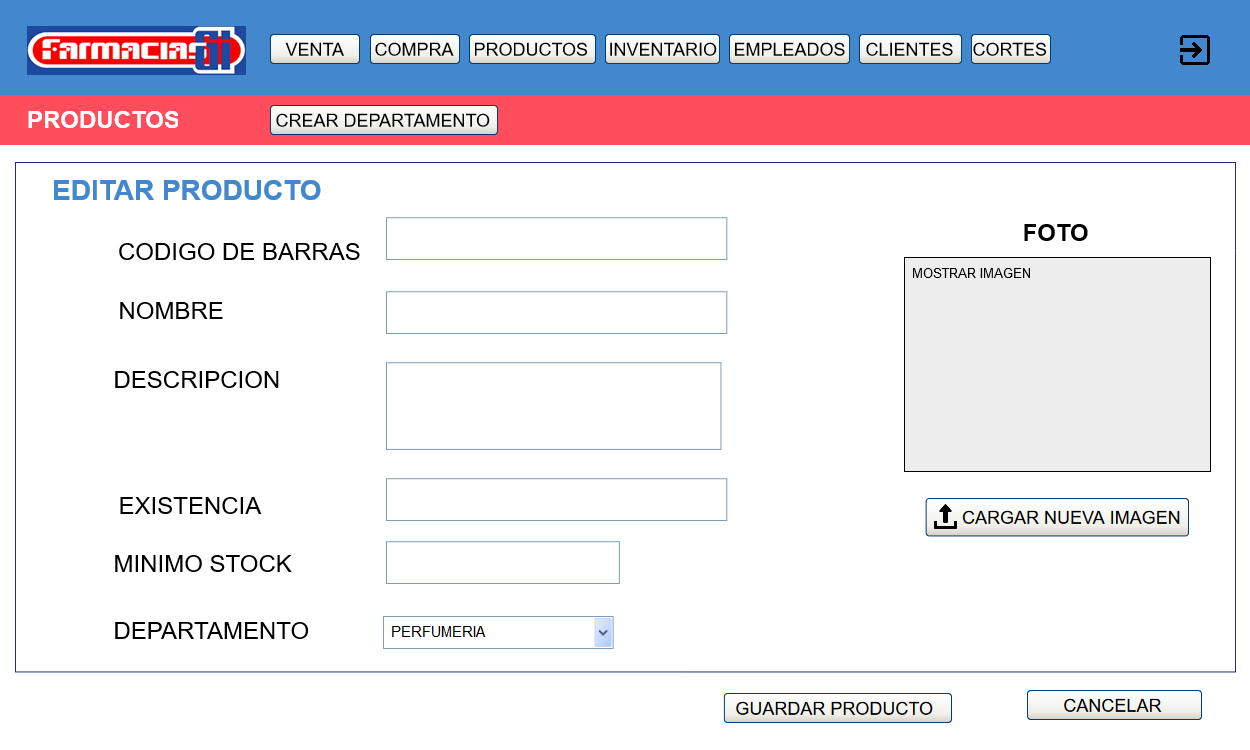 Farmacias GI
VENTA COMPRA PRODUCTOS INVENTARIO EMPLEADOS CLIENTES CORTES
PRODUCTOS CREAR DEPARTAMENTO
EDITAR PRODUCTO
CODIGO DE BARRAS
FOTO
MOSTRAR IMAGEN
NOMBRE
DESCRIPCION
EXISTENCIA
CARGAR NUEVA IMAGEN
MINIMO STOCK
DEPARTAMENTO PERFUMERIA
GUARDAR PRODUCTO CANCELAR